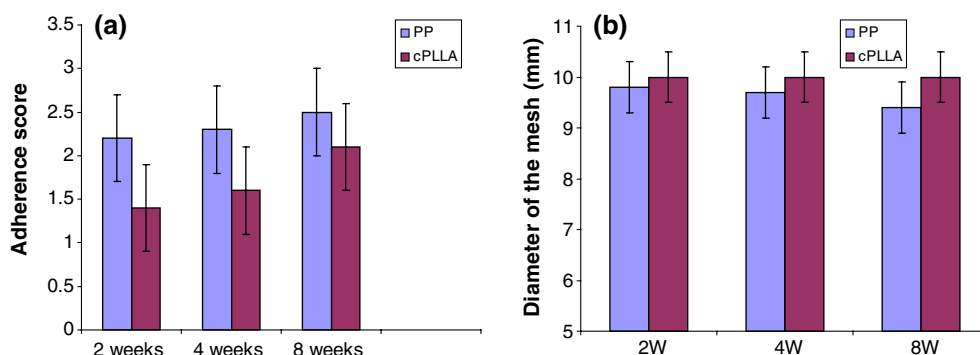 (a)
PP
cPLLA
Adherence score
3.5
3
2.5
2
1.5
1
0.5
0
2 weeks
4 weeks
8 weeks
(b)
PP
cPLLA
Diameter of the mesh (mm)
11
10
9
8
7
6
5
2W
4W
8W